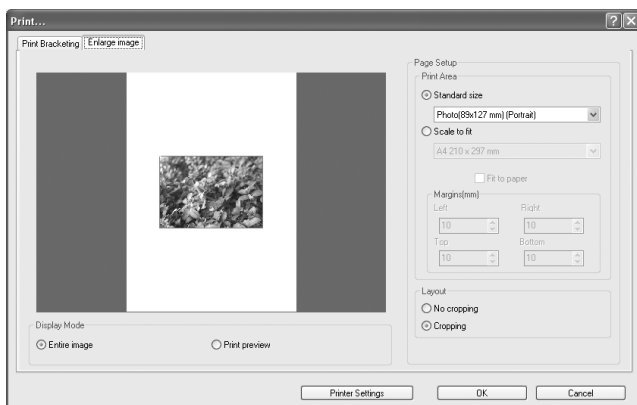 Print...
Print Bracketing Enlarge image
Page Setup
Print Area
Standard size
Photo(89x127 mm) (Portrait)
Scale to fit
A4 210 x 297 mm
Fit to paper
Margins(mm)
Left Right
10 10
Top Bottom
10 10
Layout
No cropping
Cropping
Display Mode
Entire image Print preview
Printer Settings OK Cancel